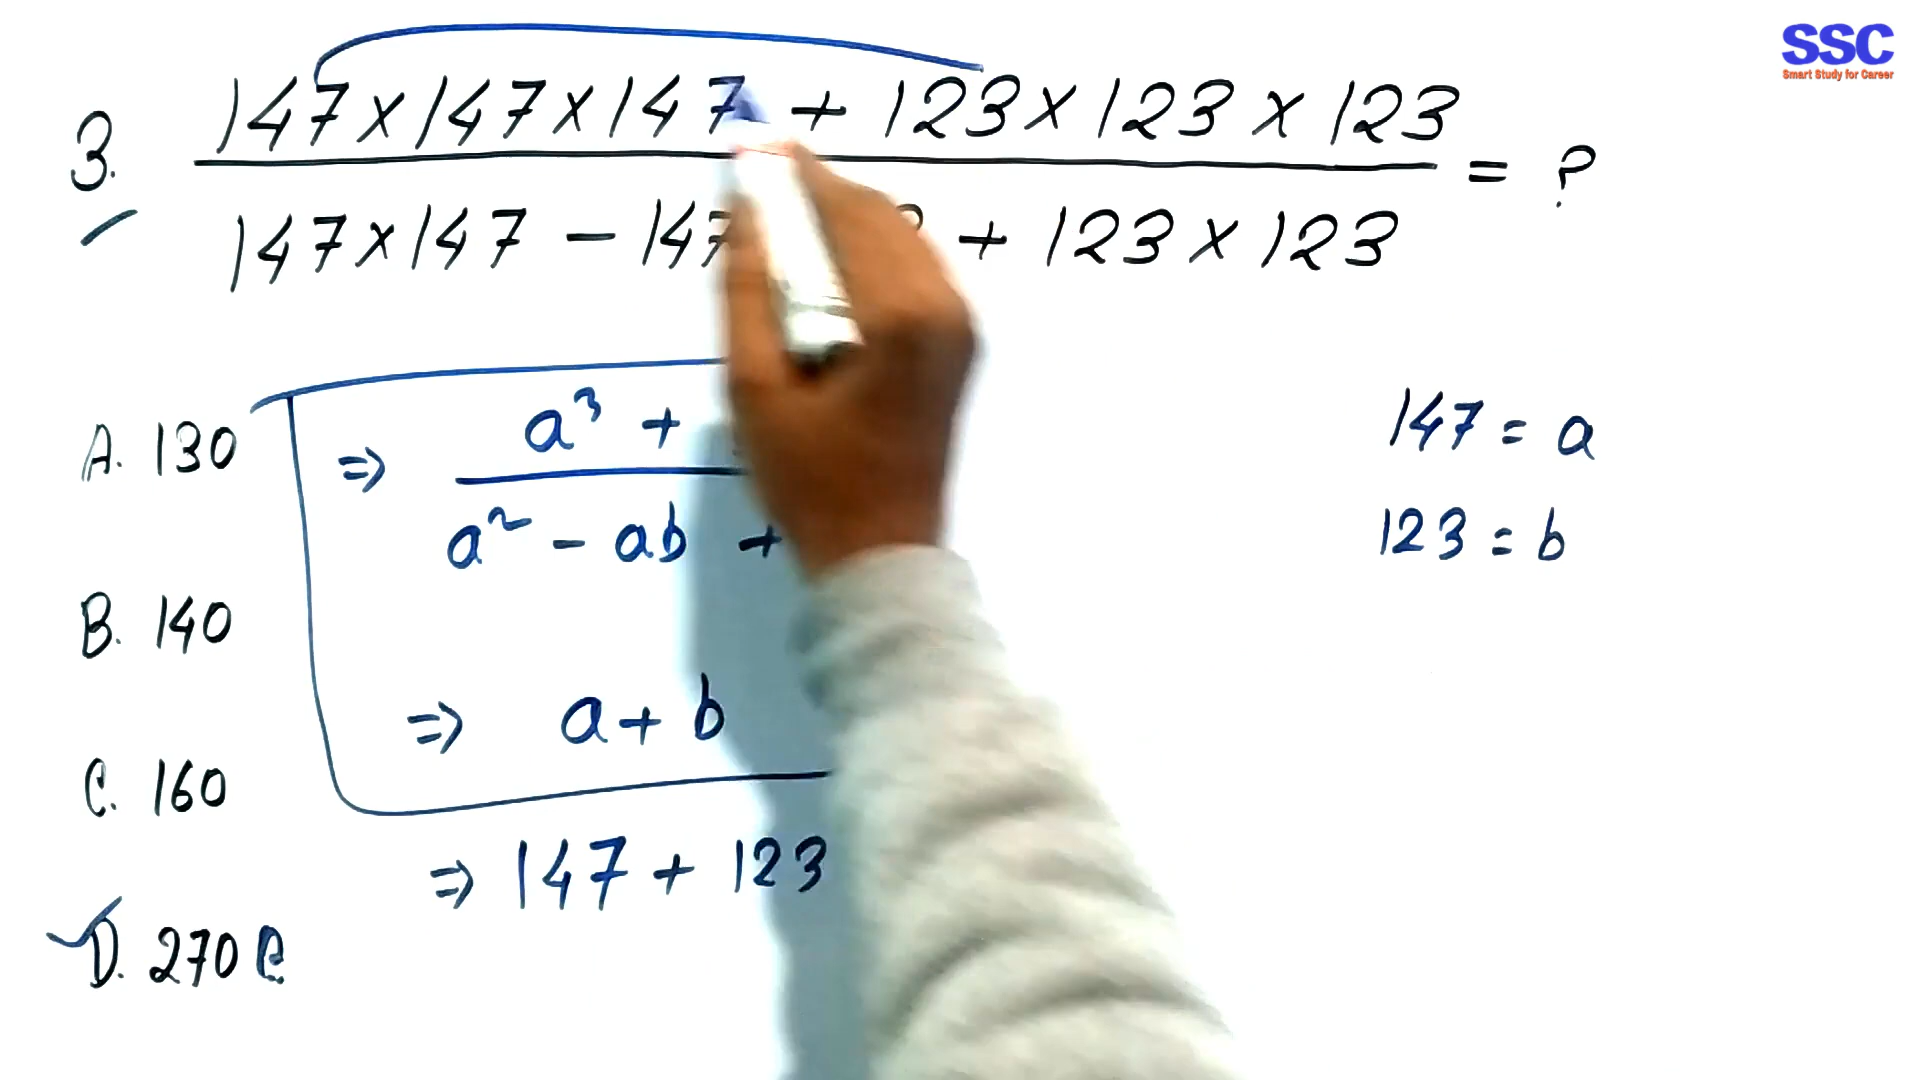 SSC
Smart Study for Career
3. 147×147×147 + 123×123×123 = ?
147×147 − 147 + 123×123
⇒ a³ +
a² − ab +
147 = a
123 = b
A. 130
B. 140
⇒ a + b
C. 160
⇒ 147 + 123
D. 270